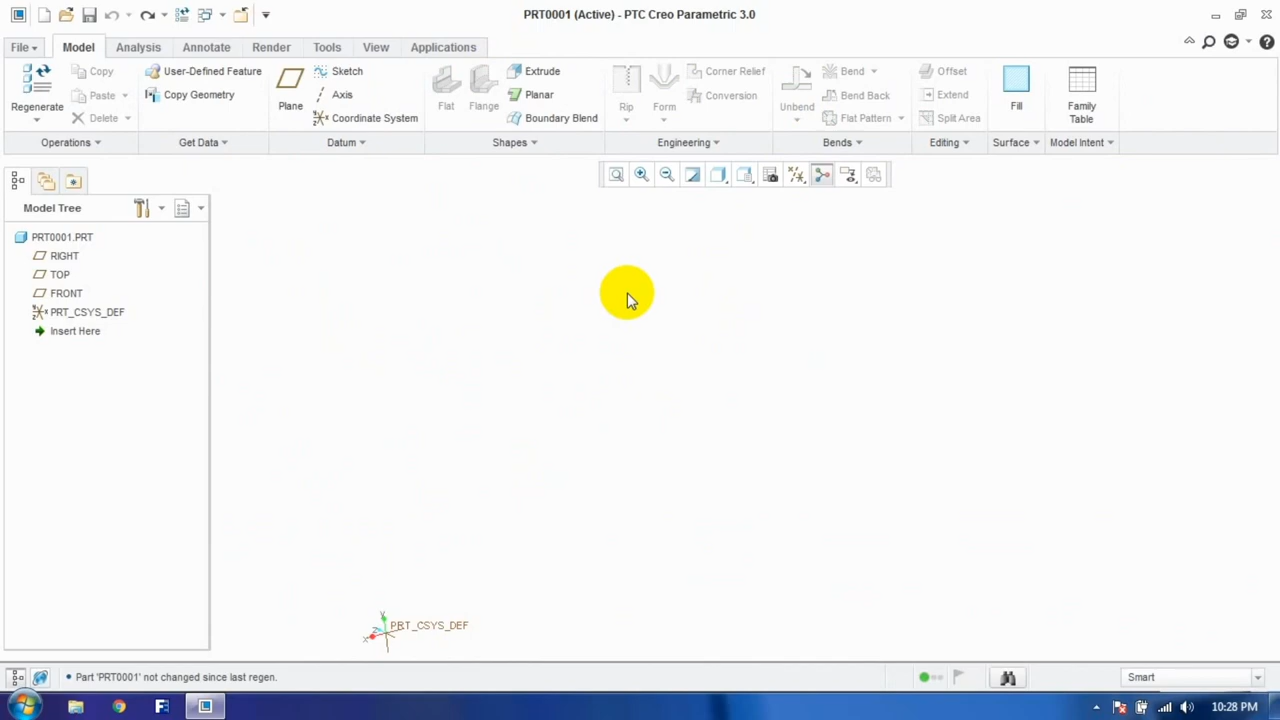 PRT0001 (Active) - PTC Creo Parametric 3.0
File Model Analysis Annotate Render Tools View Applications
Regenerate
Copy
Paste
Delete
Operations
User-Defined Feature
Copy Geometry
Get Data
Plane
Sketch
Axis
Coordinate System
Datum
Flat
Flange
Extrude
Planar
Boundary Blend
Shapes
Rip
Form
Corner Relief
Conversion
Engineering
Unbend
Bend
Bend Back
Flat Pattern
Bends
Offset
Extend
Split Area
Editing
Fill
Surface
Family
Table
Model Intent
Model Tree
PRT0001.PRT
RIGHT
TOP
FRONT
PRT_CSYS_DEF
Insert Here
Y
Z
X
PRT_CSYS_DEF
Part 'PRT0001' not changed since last regen.
Smart
10:28 PM